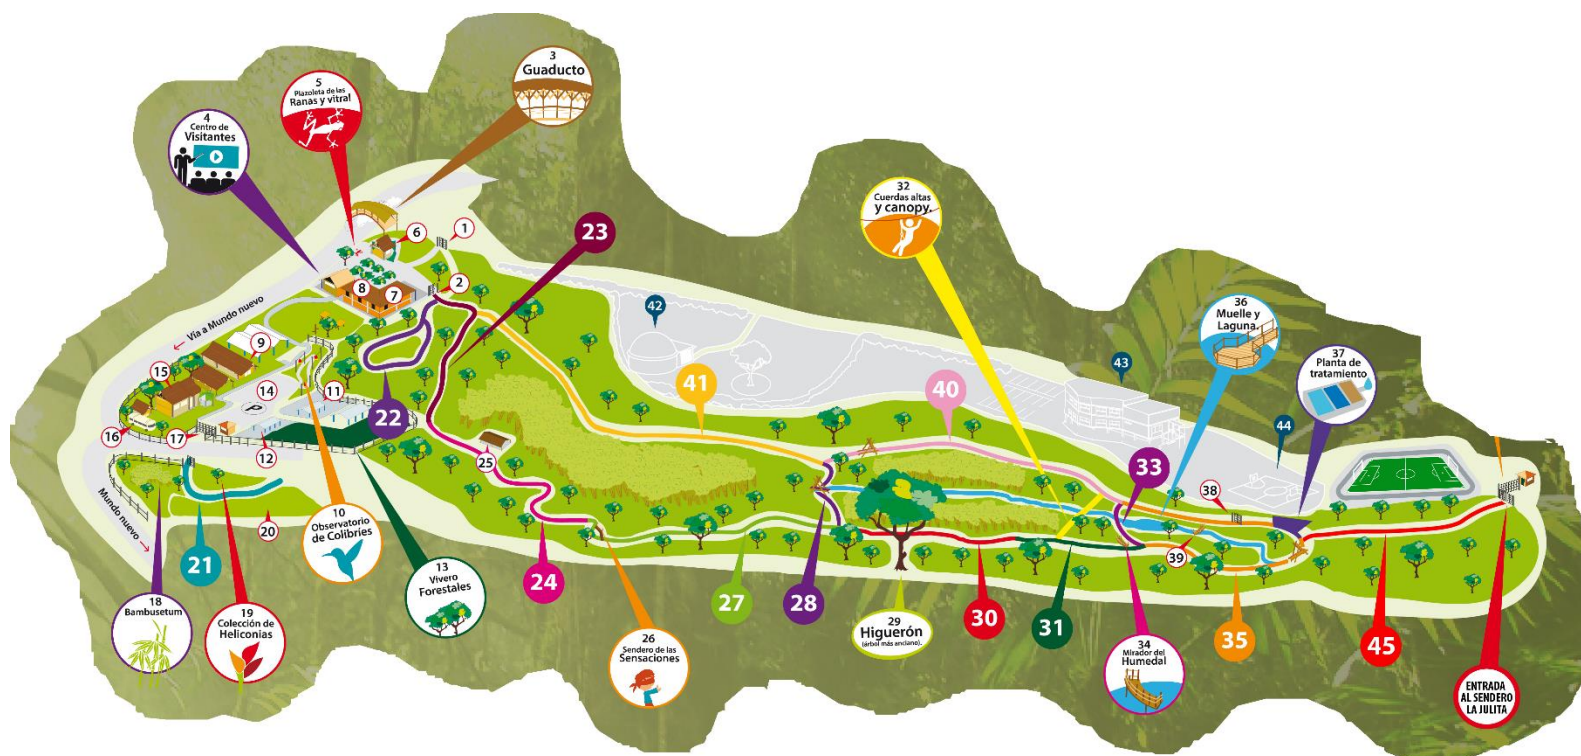 3
Guaducto
5
Plazoleta de las
Ranas y vitral
4
Centro de
Visitantes
32
Cuerdas altas
y canopy.
6
1
23
2
8
7
42
36
Muelle y
Laguna.
37
Planta de
tratamiento
← Vía a Mundo nuevo
9
15
14
P
11
22
41
40
43
44
16
17
12
25
33
38
39
Mundo nuevo →
18
Bambusetum
21
19
Colección de
Heliconias
20
10
Observatorio
de Colibríes
13
Vivero
Forestales
24
26
Sendero de las
Sensaciones
27
28
29
Higuerón
(árbol más anciano).
30
31
34
Mirador del
Humedal
35
45
ENTRADA
AL SENDERO
LA JULITA